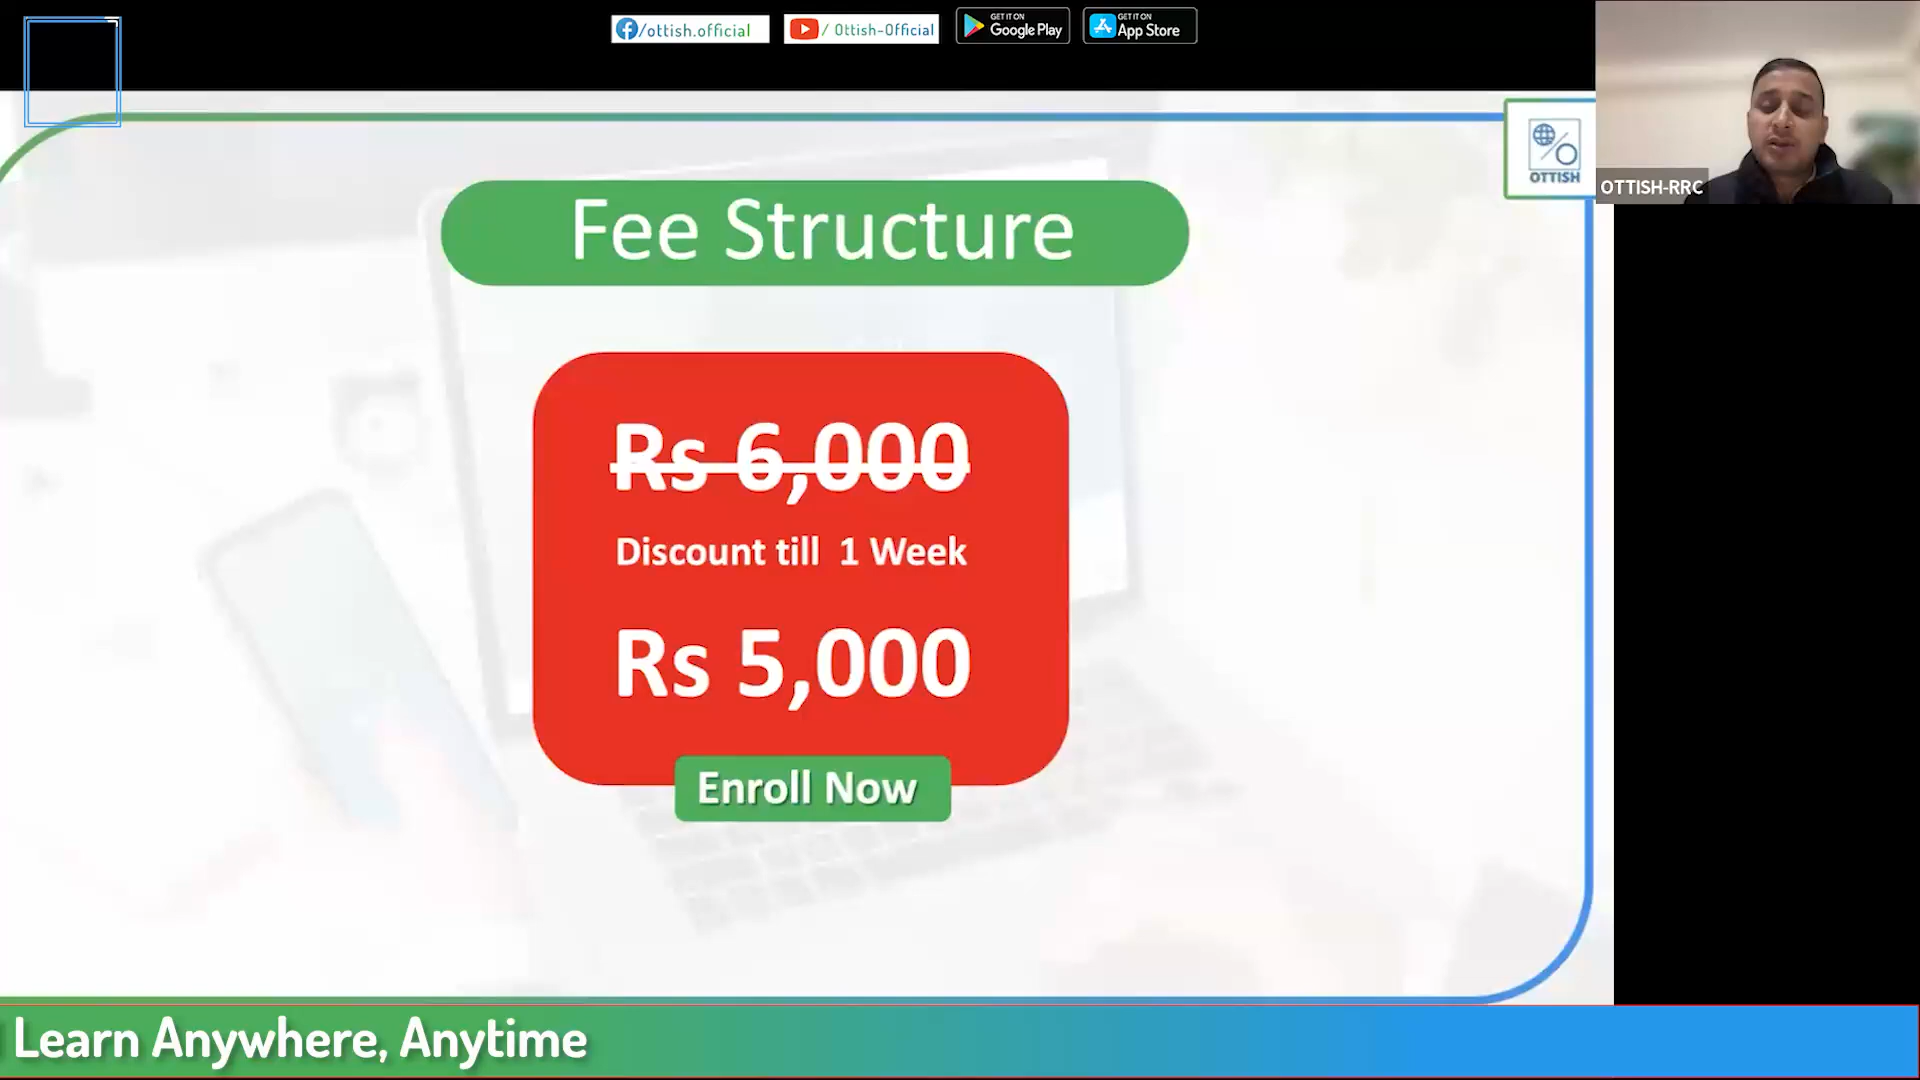 /ottish.official
/ Ottish-Official
GET IT ON
Google Play
GET IT ON
App Store
OTTISH
OTTISH-RRC
Fee Structure
Rs 6,000
Discount till 1 Week
Rs 5,000
Enroll Now
Learn Anywhere, Anytime